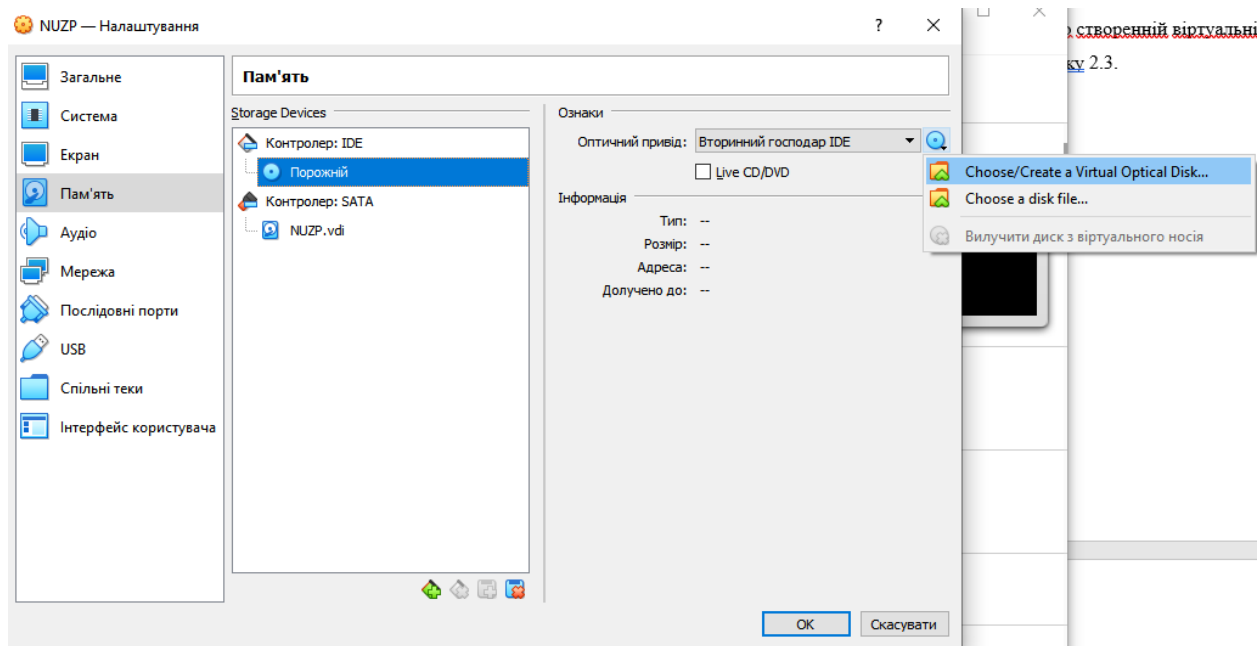 NUZP — Налаштування
?
створенній віртуальні
ку 2.3.
Загальне
Система
Екран
Пам'ять
Аудіо
Мережа
Послідовні порти
USB
Спільні теки
Інтерфейс користувача
Пам'ять
Storage Devices
Контролер: IDE
Порожній
Контролер: SATA
NUZP.vdi
Ознаки
Оптичний привід: Вторинний господар IDE
Live CD/DVD
Інформація
Тип: --
Розмір: --
Адреса: --
Долучено до: --
Choose/Create a Virtual Optical Disk...
Choose a disk file...
Вилучити диск з віртуального носія
OK
Скасувати